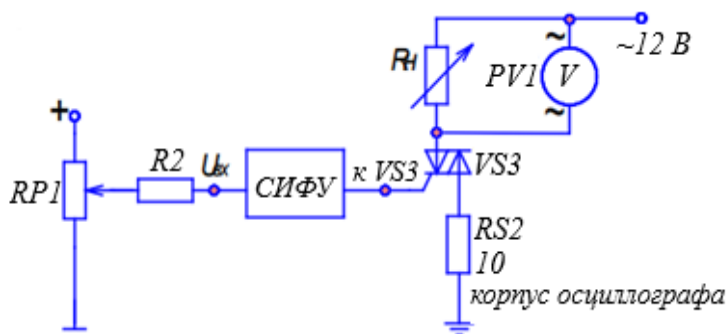 ~
~12 В
Rн
PV1
V
~
+
R2
Uвх
RP1
СИФУ
к VS3
VS3
RS2
10
корпус осциллографа